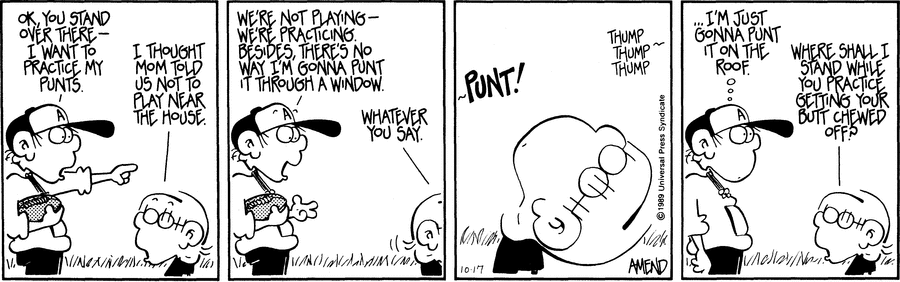 OK, YOU STAND
OVER THERE—
I WANT TO
PRACTICE MY
PUNTS.
I THOUGHT
MOM TOLD
US NOT TO
PLAY NEAR
THE HOUSE.
A
WE'RE NOT PLAYING—
WE'RE PRACTICING.
BESIDES, THERE'S NO
WAY I'M GONNA PUNT
IT THROUGH A WINDOW.
WHATEVER
YOU SAY.
A
PUNT!
THUMP
THUMP
THUMP
©1989 Universal Press Syndicate
10-17
AMEND
...I'M JUST
GONNA PUNT
IT ON THE
ROOF.
WHERE SHALL I
STAND WHILE
YOU PRACTICE
GETTING YOUR
BUTT CHEWED
OFF?
A